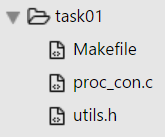 task01
Makefile
proc_con.c
utils.h